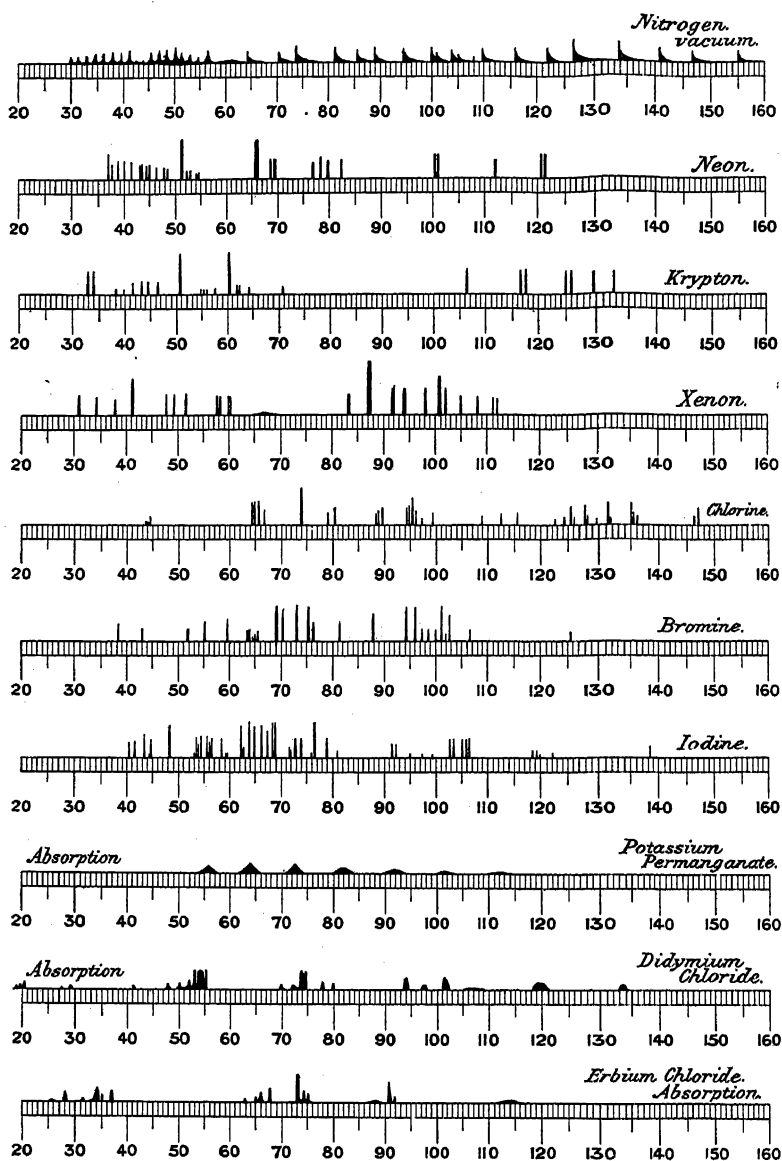 Nitrogen.
vacuum.
20 30 40 50 60 70 80 90 100 110 120 130 140 150 160
Neon.
20 30 40 50 60 70 80 90 100 110 120 130 140 150 160
Krypton.
20 30 40 50 60 70 80 90 100 110 120 130 140 150 160
Xenon.
20 30 40 50 60 70 80 90 100 110 120 130 140 150 160
Chlorine.
20 30 40 50 60 70 80 90 100 110 120 130 140 150 160
Bromine.
20 30 40 50 60 70 80 90 100 110 120 130 140 150 160
Iodine.
20 30 40 50 60 70 80 90 100 110 120 130 140 150 160
Absorption Potassium
Permanganate.
20 30 40 50 60 70 80 90 100 110 120 130 140 150 160
Absorption Didymium
Chloride.
20 30 40 50 60 70 80 90 100 110 120 130 140 150 160
Erbium Chloride.
Absorption.
20 30 40 50 60 70 80 90 100 110 120 130 140 150 160